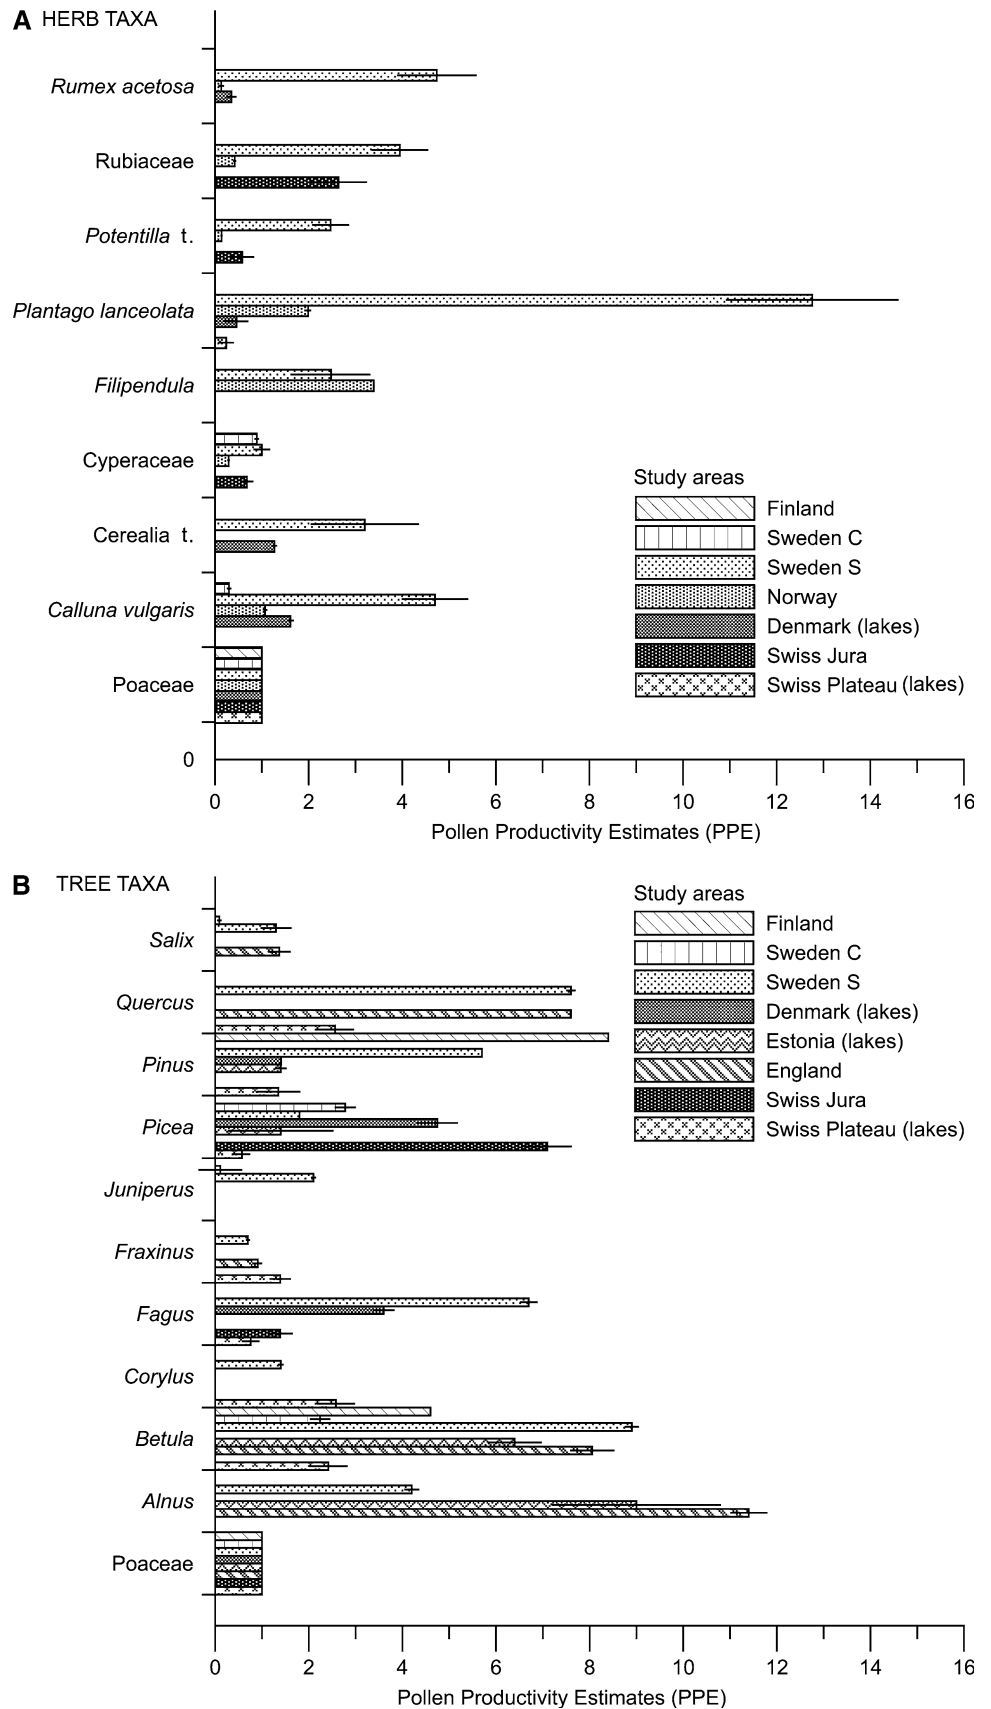 A HERB TAXA
Rumex acetosa
Rubiaceae
Potentilla t.
Plantago lanceolata
Filipendula
Cyperaceae
Cerealia t.
Calluna vulgaris
Poaceae
Study areas
Finland
Sweden C
Sweden S
Norway
Denmark (lakes)
Swiss Jura
Swiss Plateau (lakes)
0
0 2 4 6 8 10 12 14 16
Pollen Productivity Estimates (PPE)
B TREE TAXA
Salix
Quercus
Pinus
Picea
Juniperus
Fraxinus
Fagus
Corylus
Betula
Alnus
Poaceae
Study areas
Finland
Sweden C
Sweden S
Denmark (lakes)
Estonia (lakes)
England
Swiss Jura
Swiss Plateau (lakes)
0 2 4 6 8 10 12 14 16
Pollen Productivity Estimates (PPE)